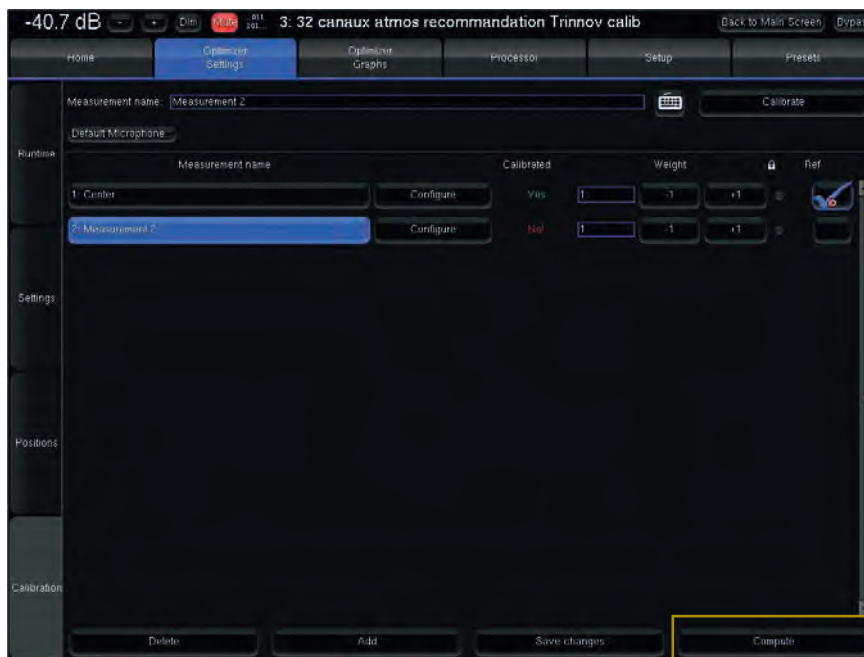 -40.7 dB - + Dim Mute 3: 32 canaux atmos recommandation Trinnov calib Back to Main Screen
Home Optimizer Settings Optimizer Graphs Processor Setup Presets
Measurement name: Measurement 2 Calibrate
Default Microphone
Runtime
Measurement name Calibrated Weight Ref
1: Center Configure Yes 1 -1 +1
2: Measurement 2 Configure No! 1 -1 +1
Settings
Positions
Calibration
Delete Add Save changes Compute